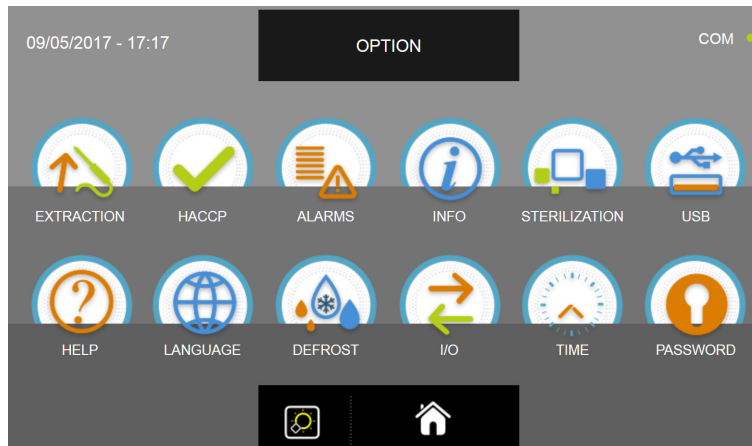 09/05/2017 - 17:17
OPTION
COM
EXTRACTION
HACCP
ALARMS
INFO
STERILIZATION
USB
HELP
LANGUAGE
DEFROST
I/O
TIME
PASSWORD